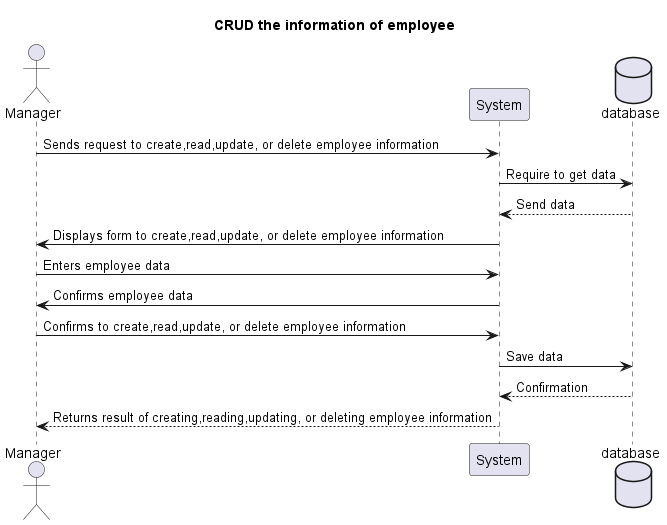 CRUD the information of employee
Manager
System
database
Sends request to create,read,update, or delete employee information
Require to get data
Send data
Displays form to create,read,update, or delete employee information
Enters employee data
Confirms employee data
Confirms to create,read,update, or delete employee information
Save data
Confirmation
Returns result of creating,reading,updating, or deleting employee information
Manager
System
database